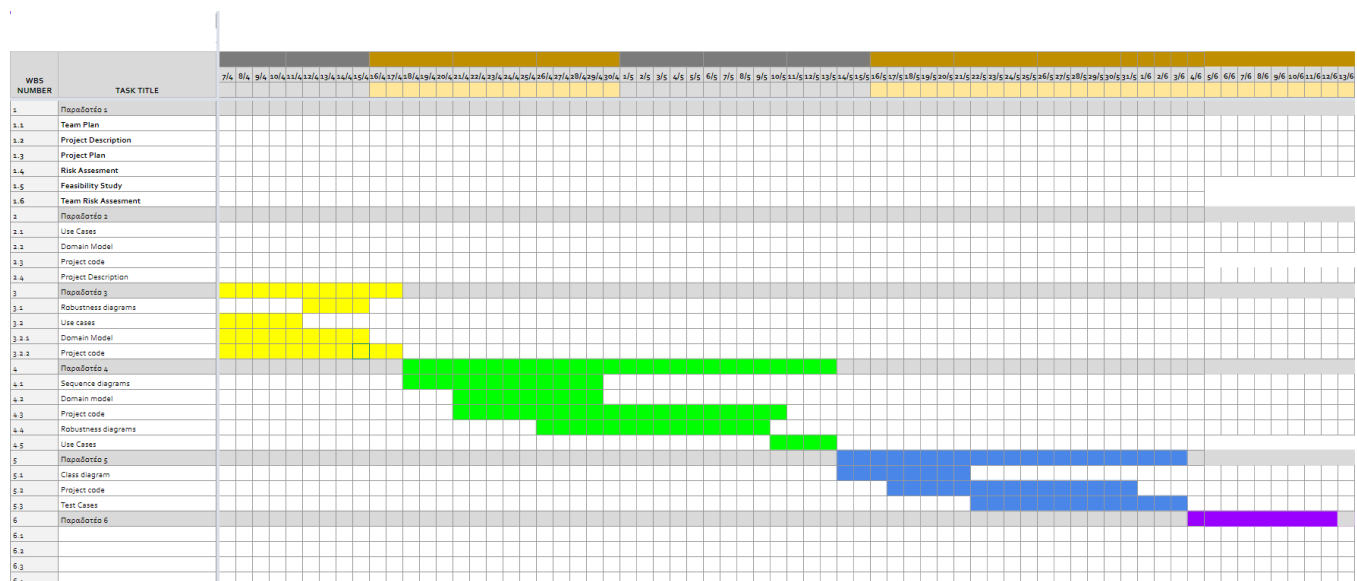 WBS NUMBER TASK TITLE 7/4 8/4 9/4 10/4 11/4 12/4 13/4 14/4 15/4 16/4 17/4 18/4 19/4 20/4 21/4 22/4 23/4 24/4 25/4 26/4 27/4 28/4 29/4 30/4 1/5 2/5 3/5 4/5 5/5 6/5 7/5 8/5 9/5 10/5 11/5 12/5 13/5 14/5 15/5 16/5 17/5 18/5 19/5 20/5 21/5 22/5 23/5 24/5 25/5 26/5 27/5 28/5 29/5 30/5 31/5 1/6 2/6 3/6 4/6 5/6 6/6 7/6 8/6 9/6 10/6 11/6 12/6 13/6
1 Παραδοτέο 1
1.1 Team Plan
1.2 Project Description
1.3 Project Plan
1.4 Risk Assesment
1.5 Feasibility Study
1.6 Team Risk Assesment
2 Παραδοτέο 2
2.1 Use Cases
2.2 Domain Model
2.3 Project code
2.4 Project Description
3 Παραδοτέο 3
3.1 Robustness diagrams
3.2 Use cases
3.2.1 Domain Model
3.2.2 Project code
4 Παραδοτέο 4
4.1 Sequence diagrams
4.2 Domain model
4.3 Project code
4.4 Robustness diagrams
4.5 Use Cases
5 Παραδοτέο 5
5.1 Class diagram
5.2 Project code
5.3 Test Cases
6 Παραδοτέο 6
6.1
6.2
6.3